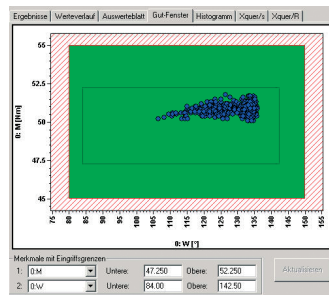 Ergebnisse Werteverlauf Auswerteblatt Gut-Fenster Histogramm Xquer/s Xquer/R
0: M [Nm]
55
52.5
50
47.5
45
75 80 85 90 95 100 105 110 115 120 125 130 135 140 145 150 155
0: W [°]
Merkmale mit Eingriffsgrenzen
1: 0:M Untere: 47.250 Obere: 52.250
2: 0:W Untere: 84.00 Obere: 142.50
Aktualisieren